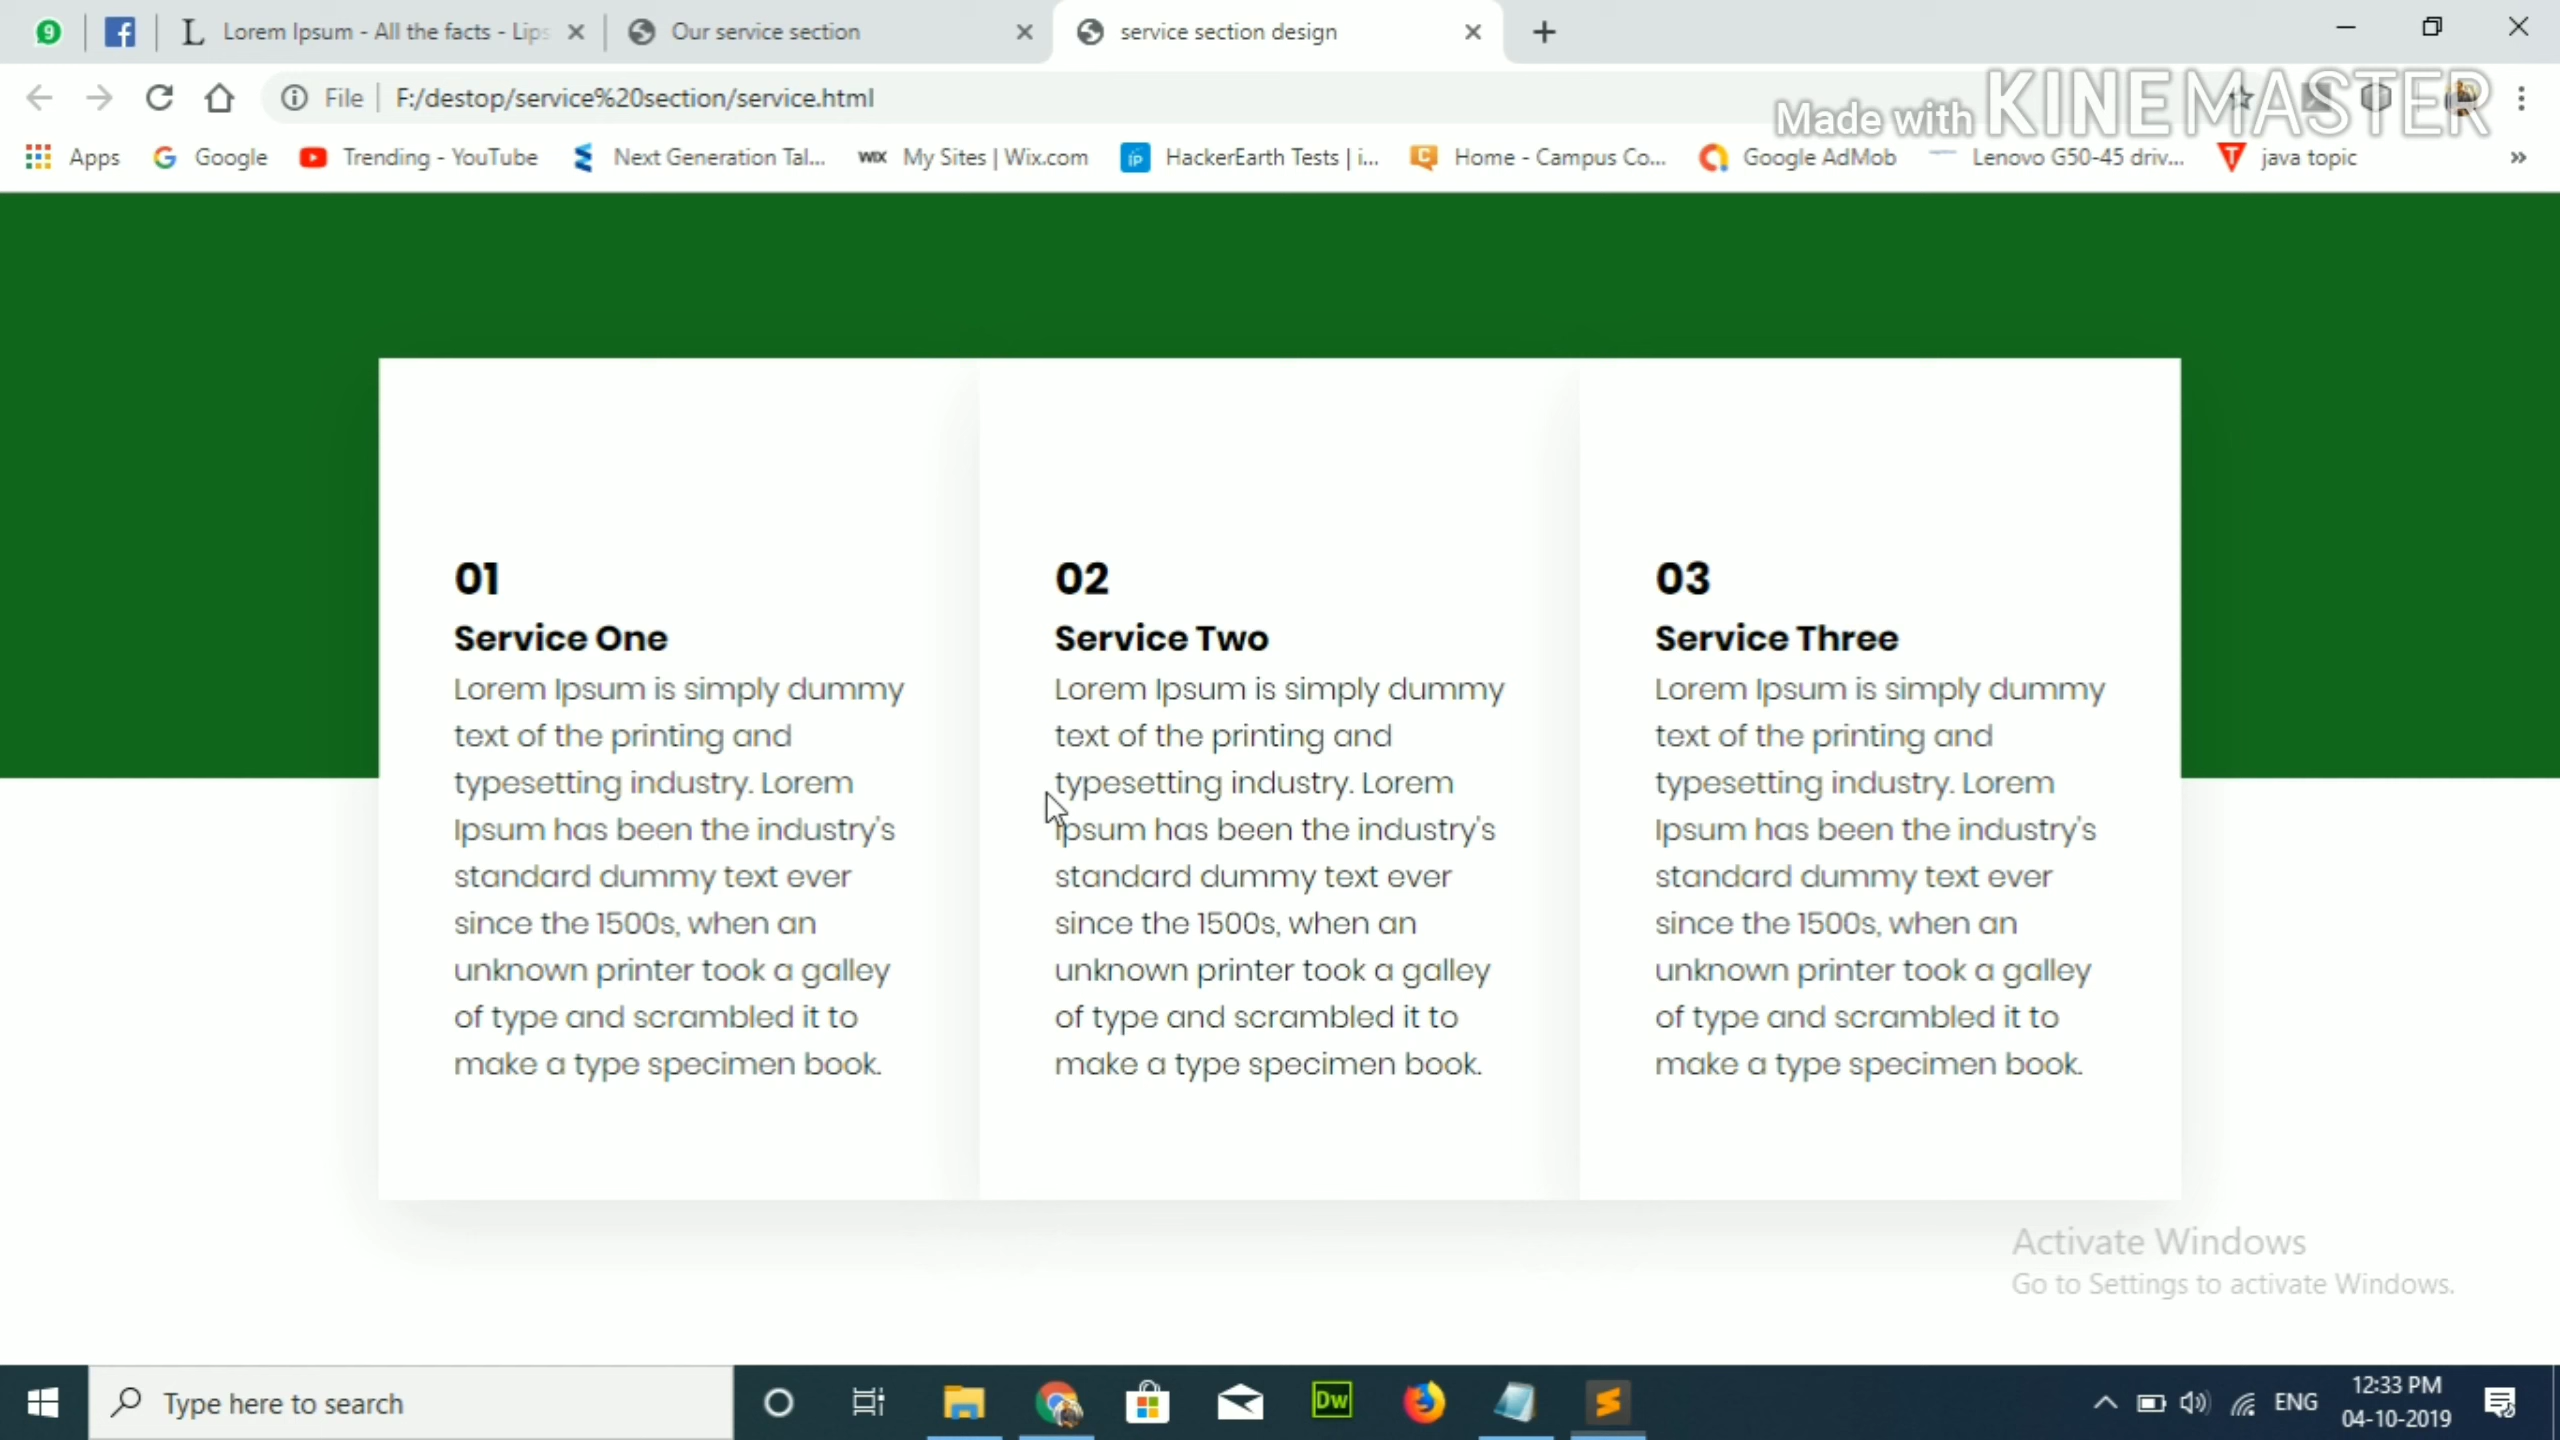 9
L Lorem Ipsum - All the facts - Lips
Our service section
service section design
File F:/destop/service%20section/service.html
Made with KINEMASTER
Apps Google Trending - YouTube Next Generation Tal... WIX My Sites | Wix.com ip HackerEarth Tests | i... Home - Campus Co... Google AdMob Lenovo G50-45 driv... T java topic »
01
Service One
Lorem Ipsum is simply dummy
text of the printing and
typesetting industry. Lorem
Ipsum has been the industry's
standard dummy text ever
since the 1500s, when an
unknown printer took a galley
of type and scrambled it to
make a type specimen book.
02
Service Two
Lorem Ipsum is simply dummy
text of the printing and
typesetting industry. Lorem
Ipsum has been the industry's
standard dummy text ever
since the 1500s, when an
unknown printer took a galley
of type and scrambled it to
make a type specimen book.
03
Service Three
Lorem Ipsum is simply dummy
text of the printing and
typesetting industry. Lorem
Ipsum has been the industry's
standard dummy text ever
since the 1500s, when an
unknown printer took a galley
of type and scrambled it to
make a type specimen book.
Activate Windows
Go to Settings to activate Windows.
Type here to search
Dw
ENG
12:33 PM
04-10-2019